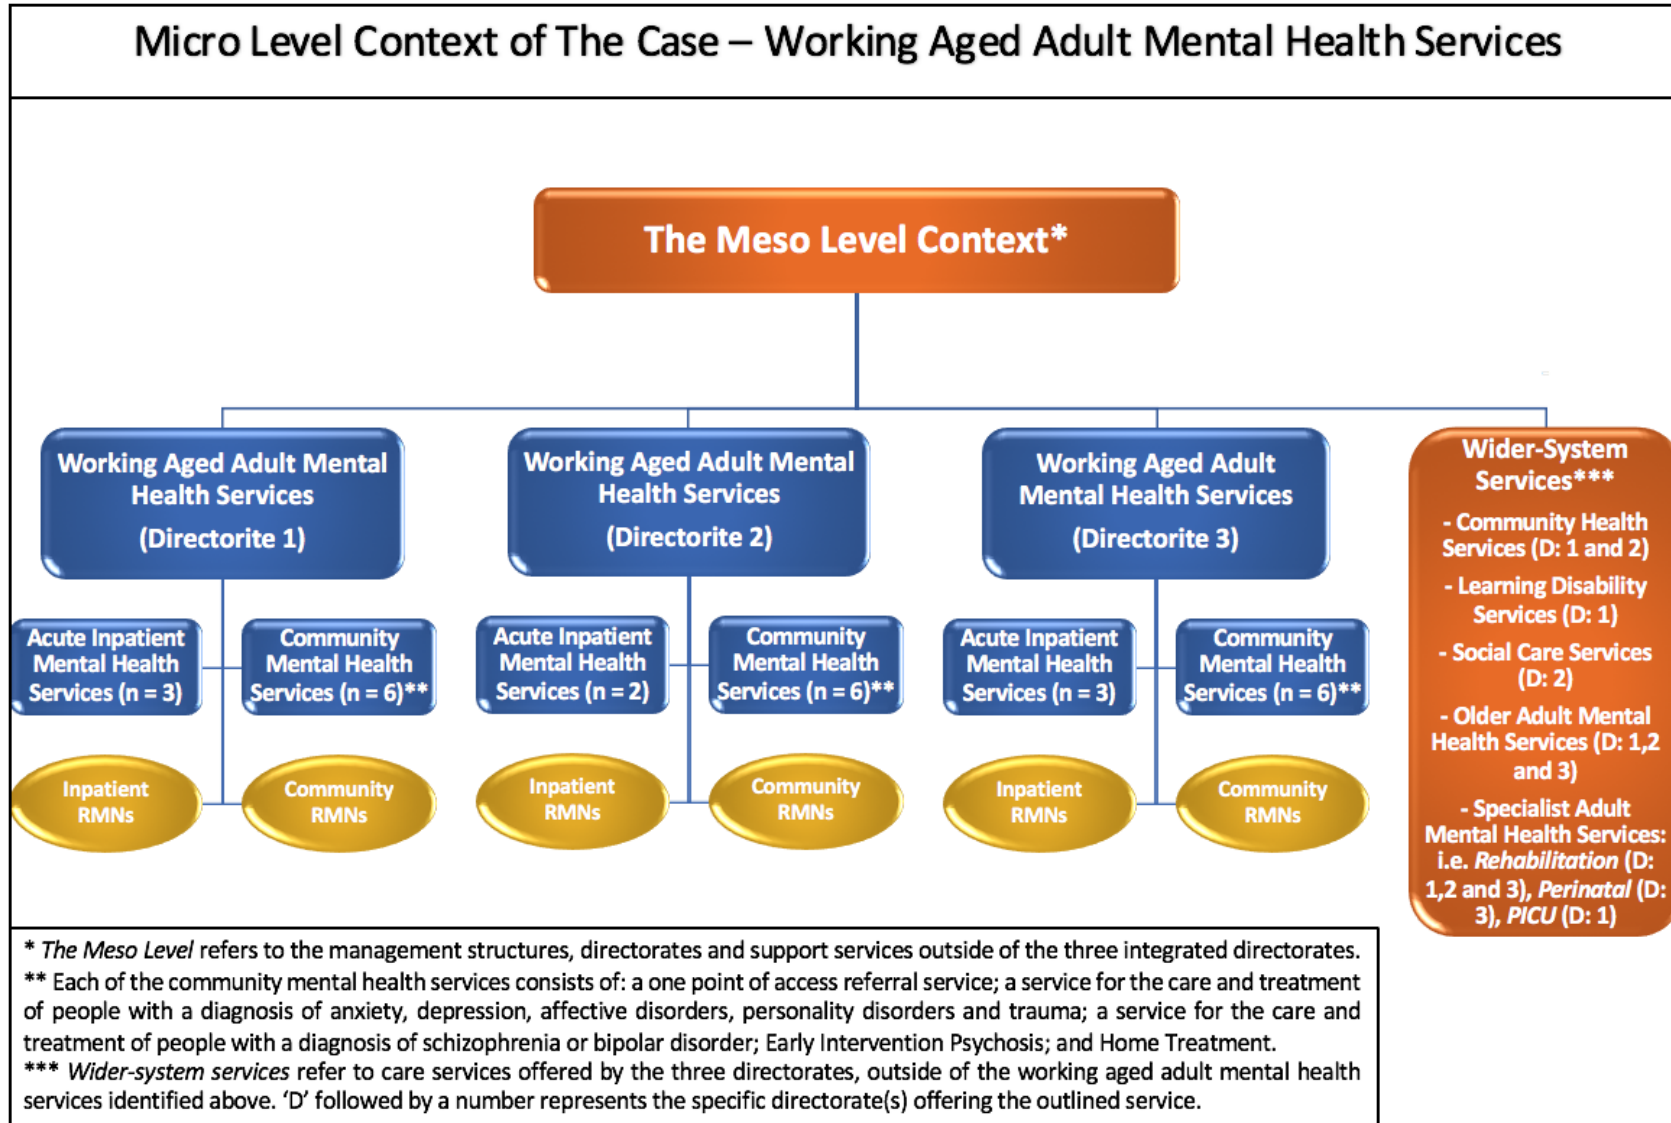 Micro Level Context of The Case – Working Aged Adult Mental Health Services
The Meso Level Context*
Working Aged Adult Mental
Health Services
(Directorite 1)
Working Aged Adult Mental
Health Services
(Directorite 2)
Working Aged Adult
Mental Health Services
(Directorite 3)
Wider-System
Services***
- Community Health
Services (D: 1 and 2)
- Learning Disability
Services (D: 1)
- Social Care Services
(D: 2)
- Older Adult Mental
Health Services (D: 1,2
and 3)
- Specialist Adult
Mental Health Services:
i.e. Rehabilitation (D:
1,2 and 3), Perinatal (D:
3), PICU (D: 1)
Acute Inpatient
Mental Health
Services (n = 3)
Community
Mental Health
Services (n = 6)**
Acute Inpatient
Mental Health
Services (n = 2)
Community
Mental Health
Services (n = 6)**
Acute Inpatient
Mental Health
Services (n = 3)
Community
Mental Health
Services (n = 6)**
Inpatient
RMNs
Community
RMNs
Inpatient
RMNs
Community
RMNs
Inpatient
RMNs
Community
RMNs
* The Meso Level refers to the management structures, directorates and support services outside of the three integrated directorates.
** Each of the community mental health services consists of: a one point of access referral service; a service for the care and treatment
of people with a diagnosis of anxiety, depression, affective disorders, personality disorders and trauma; a service for the care and
treatment of people with a diagnosis of schizophrenia or bipolar disorder; Early Intervention Psychosis; and Home Treatment.
*** Wider-system services refer to care services offered by the three directorates, outside of the working aged adult mental health
services identified above. ‘D’ followed by a number represents the specific directorate(s) offering the outlined service.